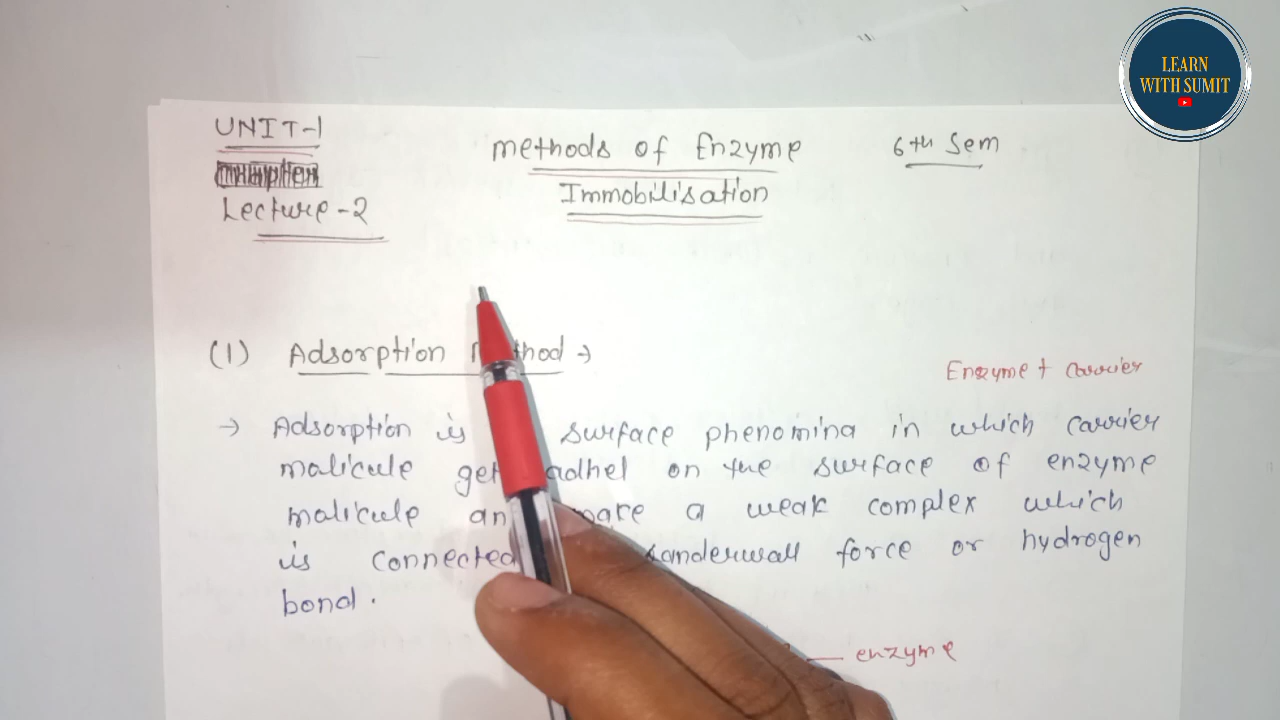 LEARN
WITH SUMIT
UNIT-1
Lecture-2
methods of Enzyme
Immobilisation
6th Sem
(1) Adsorption
Enzyme + carrier
→ Adsorption is surface phenomina in which carrier
malicule get adhel on the surface of enzyme
malicule an a weak complex which
is connected force or hydrogen
bond.
enzyme